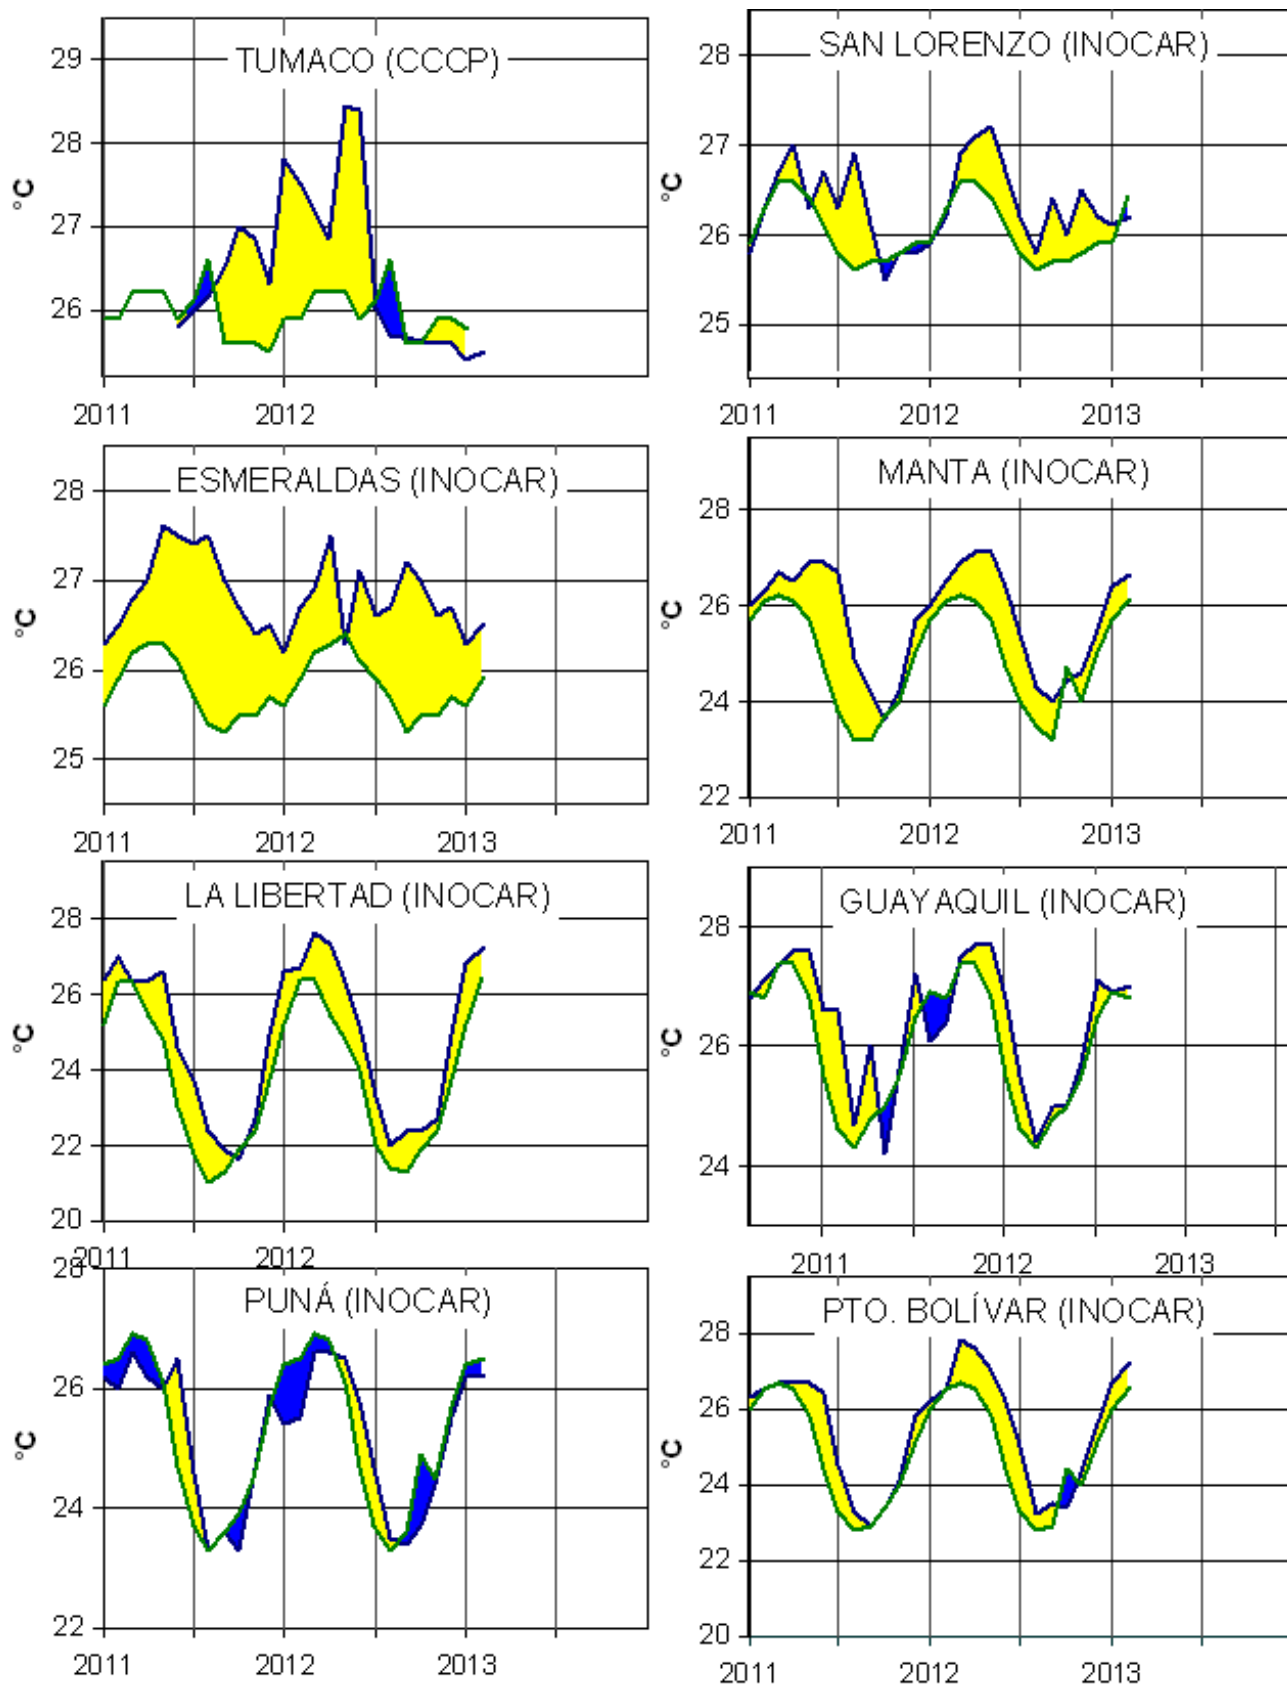 TUMACO (CCCP)
°C
29
28
27
26
2011 2012
SAN LORENZO (INOCAR)
°C
28
27
26
25
2011 2012 2013
ESMERALDAS (INOCAR)
°C
28
27
26
25
2011 2012 2013
MANTA (INOCAR)
°C
28
26
24
22
2011 2012 2013
LA LIBERTAD (INOCAR)
°C
28
26
24
22
20
2011 2012
GUAYAQUIL (INOCAR)
°C
28
26
24
2011 2012 2013
PUNÁ (INOCAR)
°C
28
26
24
22
2011 2012 2013
PTO. BOLÍVAR (INOCAR)
°C
28
26
24
22
20
2011 2012 2013